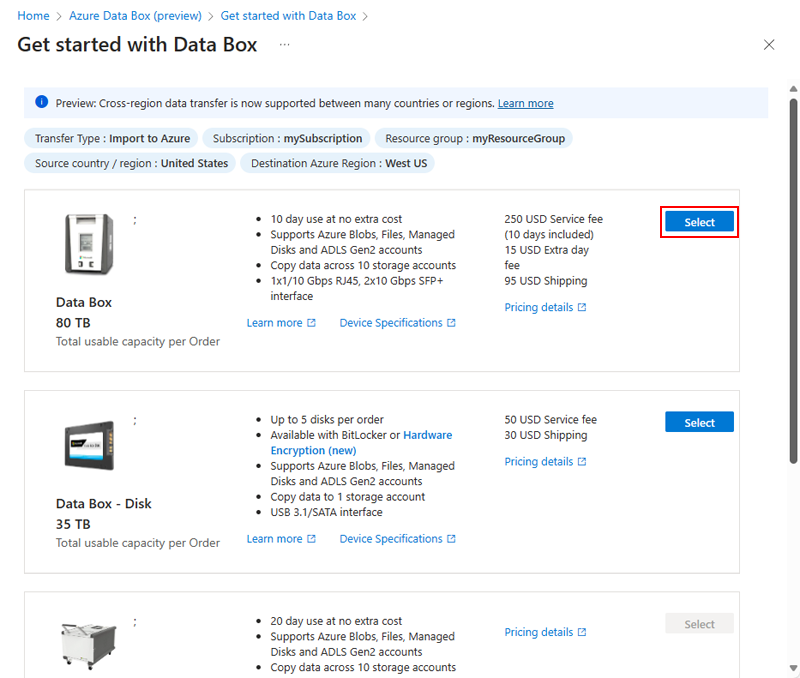 Home > Azure Data Box (preview) > Get started with Data Box >
Get started with Data Box ...
Preview: Cross-region data transfer is now supported between many countries or regions. Learn more
Transfer Type : Import to Azure
Subscription : mySubscription
Resource group : myResourceGroup
Source country / region : United States
Destination Azure Region : West US
;
Data Box
80 TB
Total usable capacity per Order
• 10 day use at no extra cost
• Supports Azure Blobs, Files, Managed
Disks and ADLS Gen2 accounts
• Copy data across 10 storage accounts
• 1x1/10 Gbps RJ45, 2x10 Gbps SFP+
interface
Learn more
Device Specifications
250 USD Service fee
(10 days included)
15 USD Extra day
fee
95 USD Shipping
Pricing details
Select
;
Data Box - Disk
35 TB
Total usable capacity per Order
• Up to 5 disks per order
• Available with BitLocker or Hardware
Encryption (new)
• Supports Azure Blobs, Files, Managed
Disks and ADLS Gen2 accounts
• Copy data to 1 storage account
• USB 3.1/SATA interface
Learn more
Device Specifications
50 USD Service fee
30 USD Shipping
Pricing details
Select
;
• 20 day use at no extra cost
• Supports Azure Blobs, Files, Managed
Disks and ADLS Gen2 accounts
• Copy data across 10 storage accounts
Pricing details
Select